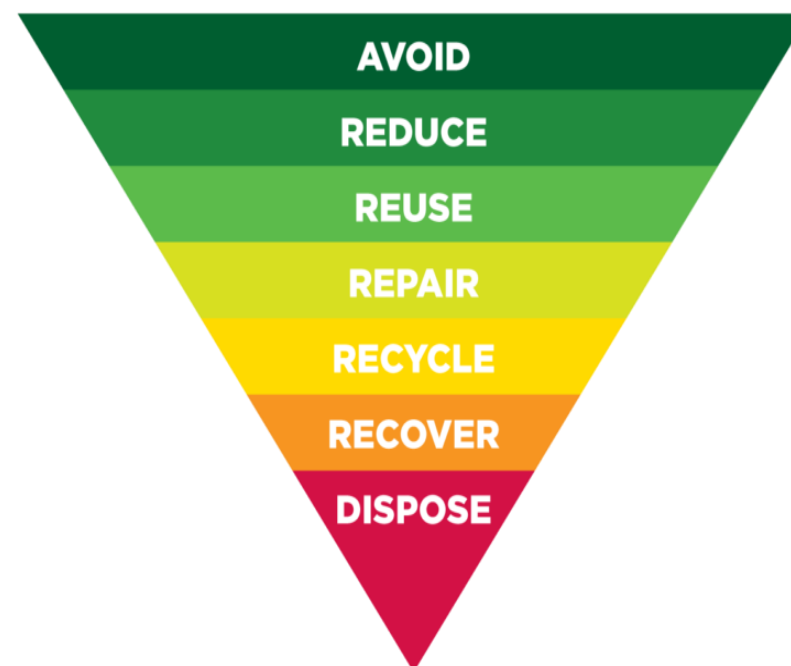 AVOID
REDUCE
REUSE
REPAIR
RECYCLE
RECOVER
DISPOSE